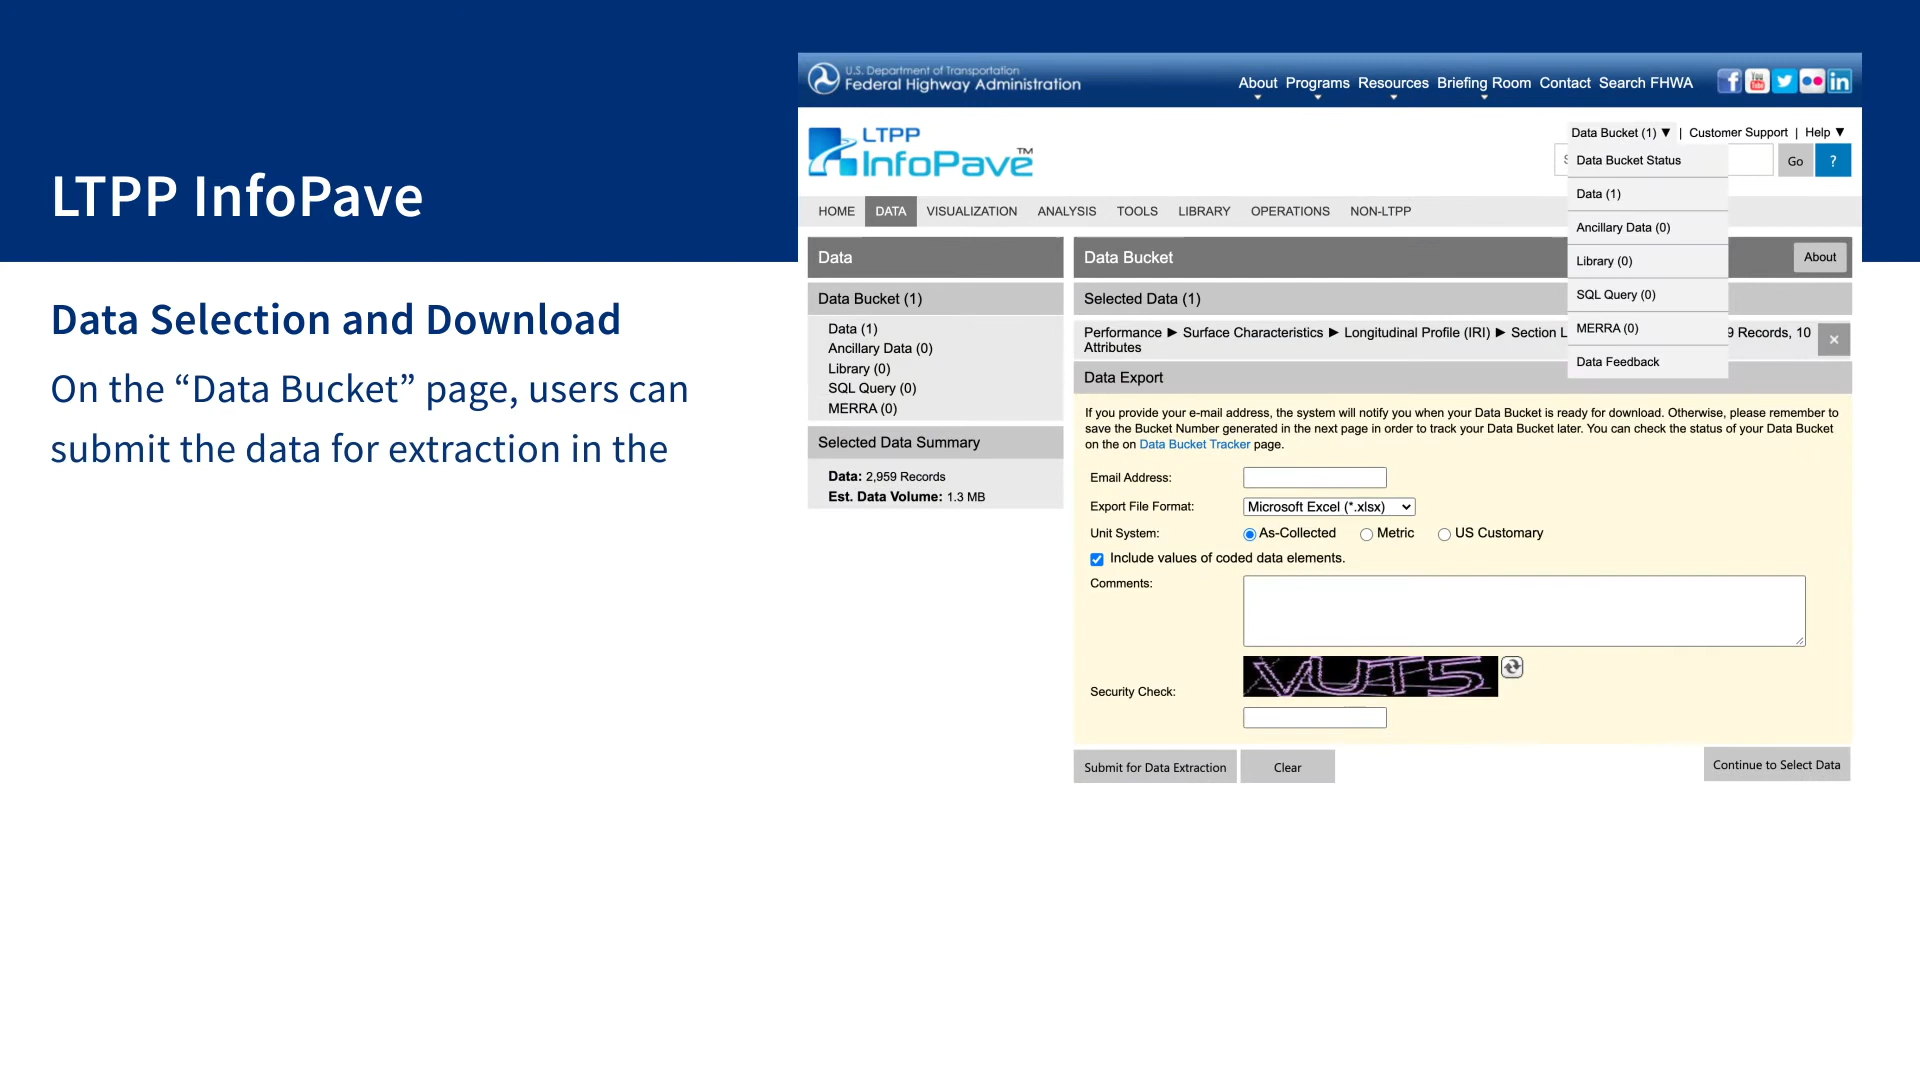 LTPP InfoPave
Data Selection and Download
On the “Data Bucket” page, users can
submit the data for extraction in the
U.S. Department of Transportation
Federal Highway Administration
About Programs Resources Briefing Room Contact Search FHWA
LTPP
InfoPave™
Data Bucket (1) ▼ | Customer Support | Help ▼
Go ?
Data Bucket Status
Data (1)
Ancillary Data (0)
Library (0)
SQL Query (0)
MERRA (0)
Data Feedback
HOME DATA VISUALIZATION ANALYSIS TOOLS LIBRARY OPERATIONS NON-LTPP
Data
Data Bucket (1)
Data (1)
Ancillary Data (0)
Library (0)
SQL Query (0)
MERRA (0)
Selected Data Summary
Data: 2,959 Records
Est. Data Volume: 1.3 MB
Data Bucket
About
Selected Data (1)
Performance ► Surface Characteristics ► Longitudinal Profile (IRI) ► Section L 9 Records, 10
Attributes
Data Export
If you provide your e-mail address, the system will notify you when your Data Bucket is ready for download. Otherwise, please remember to
save the Bucket Number generated in the next page in order to track your Data Bucket later. You can check the status of your Data Bucket
on the on Data Bucket Tracker page.
Email Address:
Export File Format: Microsoft Excel (*.xlsx)
Unit System: As-Collected Metric US Customary
Include values of coded data elements.
Comments:
VUT5
Security Check:
Submit for Data Extraction Clear
Continue to Select Data